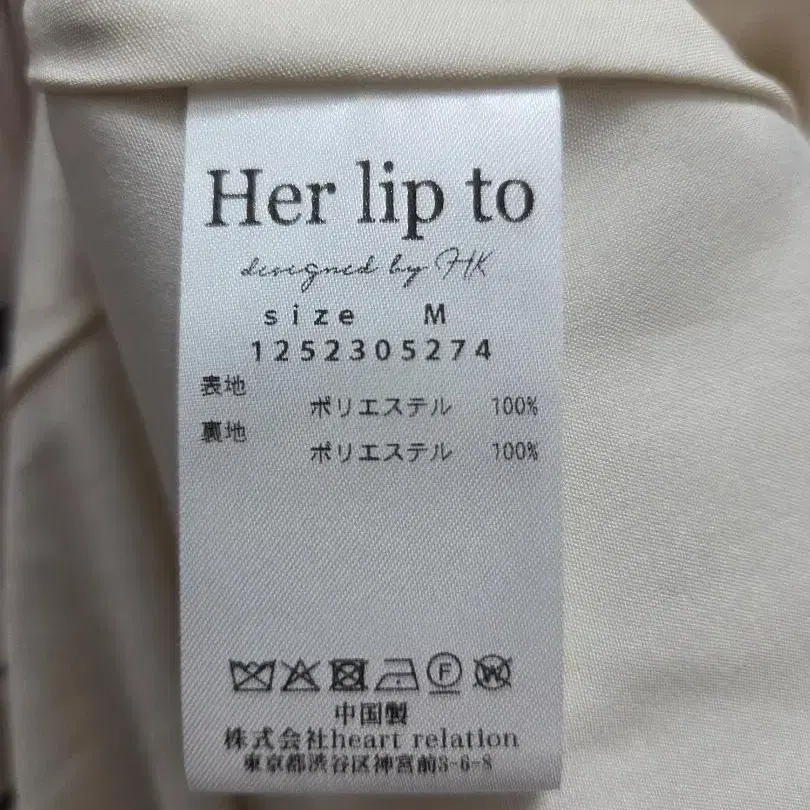 Her lip to
designed by HK
size M
1252305274
表地
ポリエステル 100%
裏地
ポリエステル 100%
F W
中国製
株式会社heart relation
東京都渋谷区神宮前3-6-8